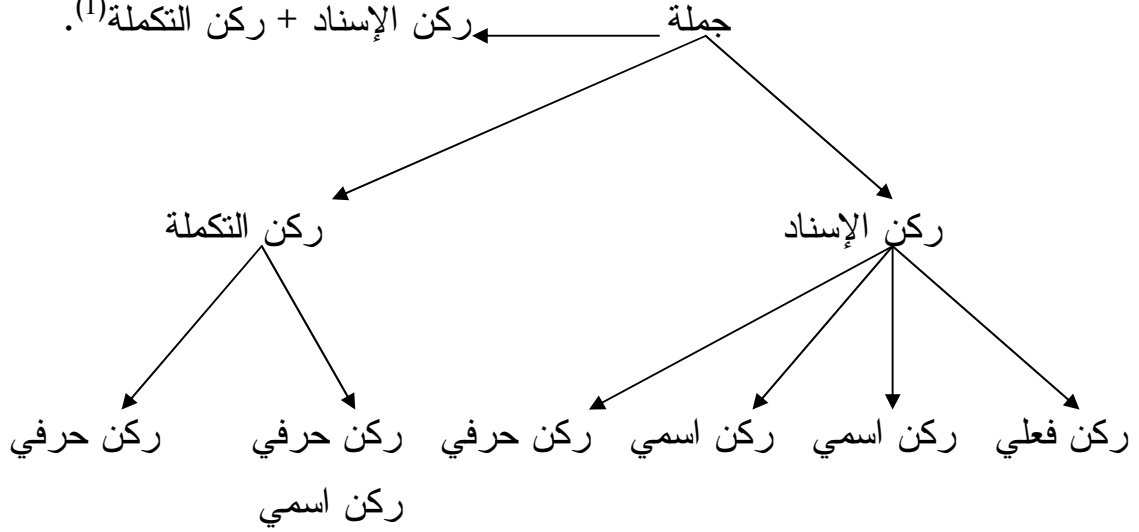 جملة ركن الإسناد + ركن التكملة(1).
ركن الإسناد ركن التكملة
ركن فعلي ركن اسمي ركن اسمي ركن حرفي ركن حرفي ركن حرفي
ركن اسمي